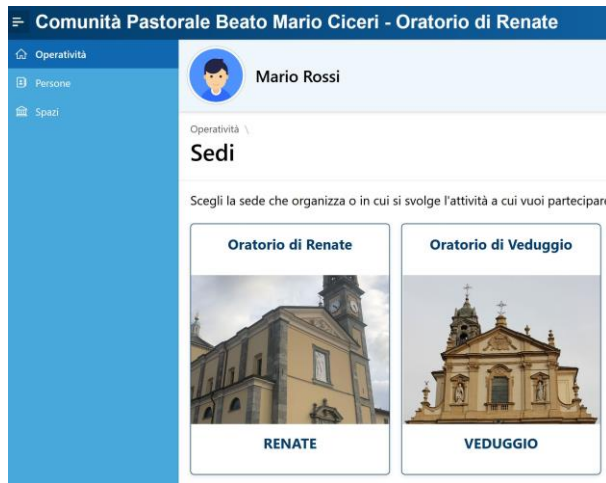 Comunità Pastorale Beato Mario Ciceri - Oratorio di Renate
Operatività
Persone
Spazi
Mario Rossi
Operatività \
Sedi
Scegli la sede che organizza o in cui si svolge l'attività a cui vuoi partecipare
Oratorio di Renate
Oratorio di Veduggio
RENATE
VEDUGGIO